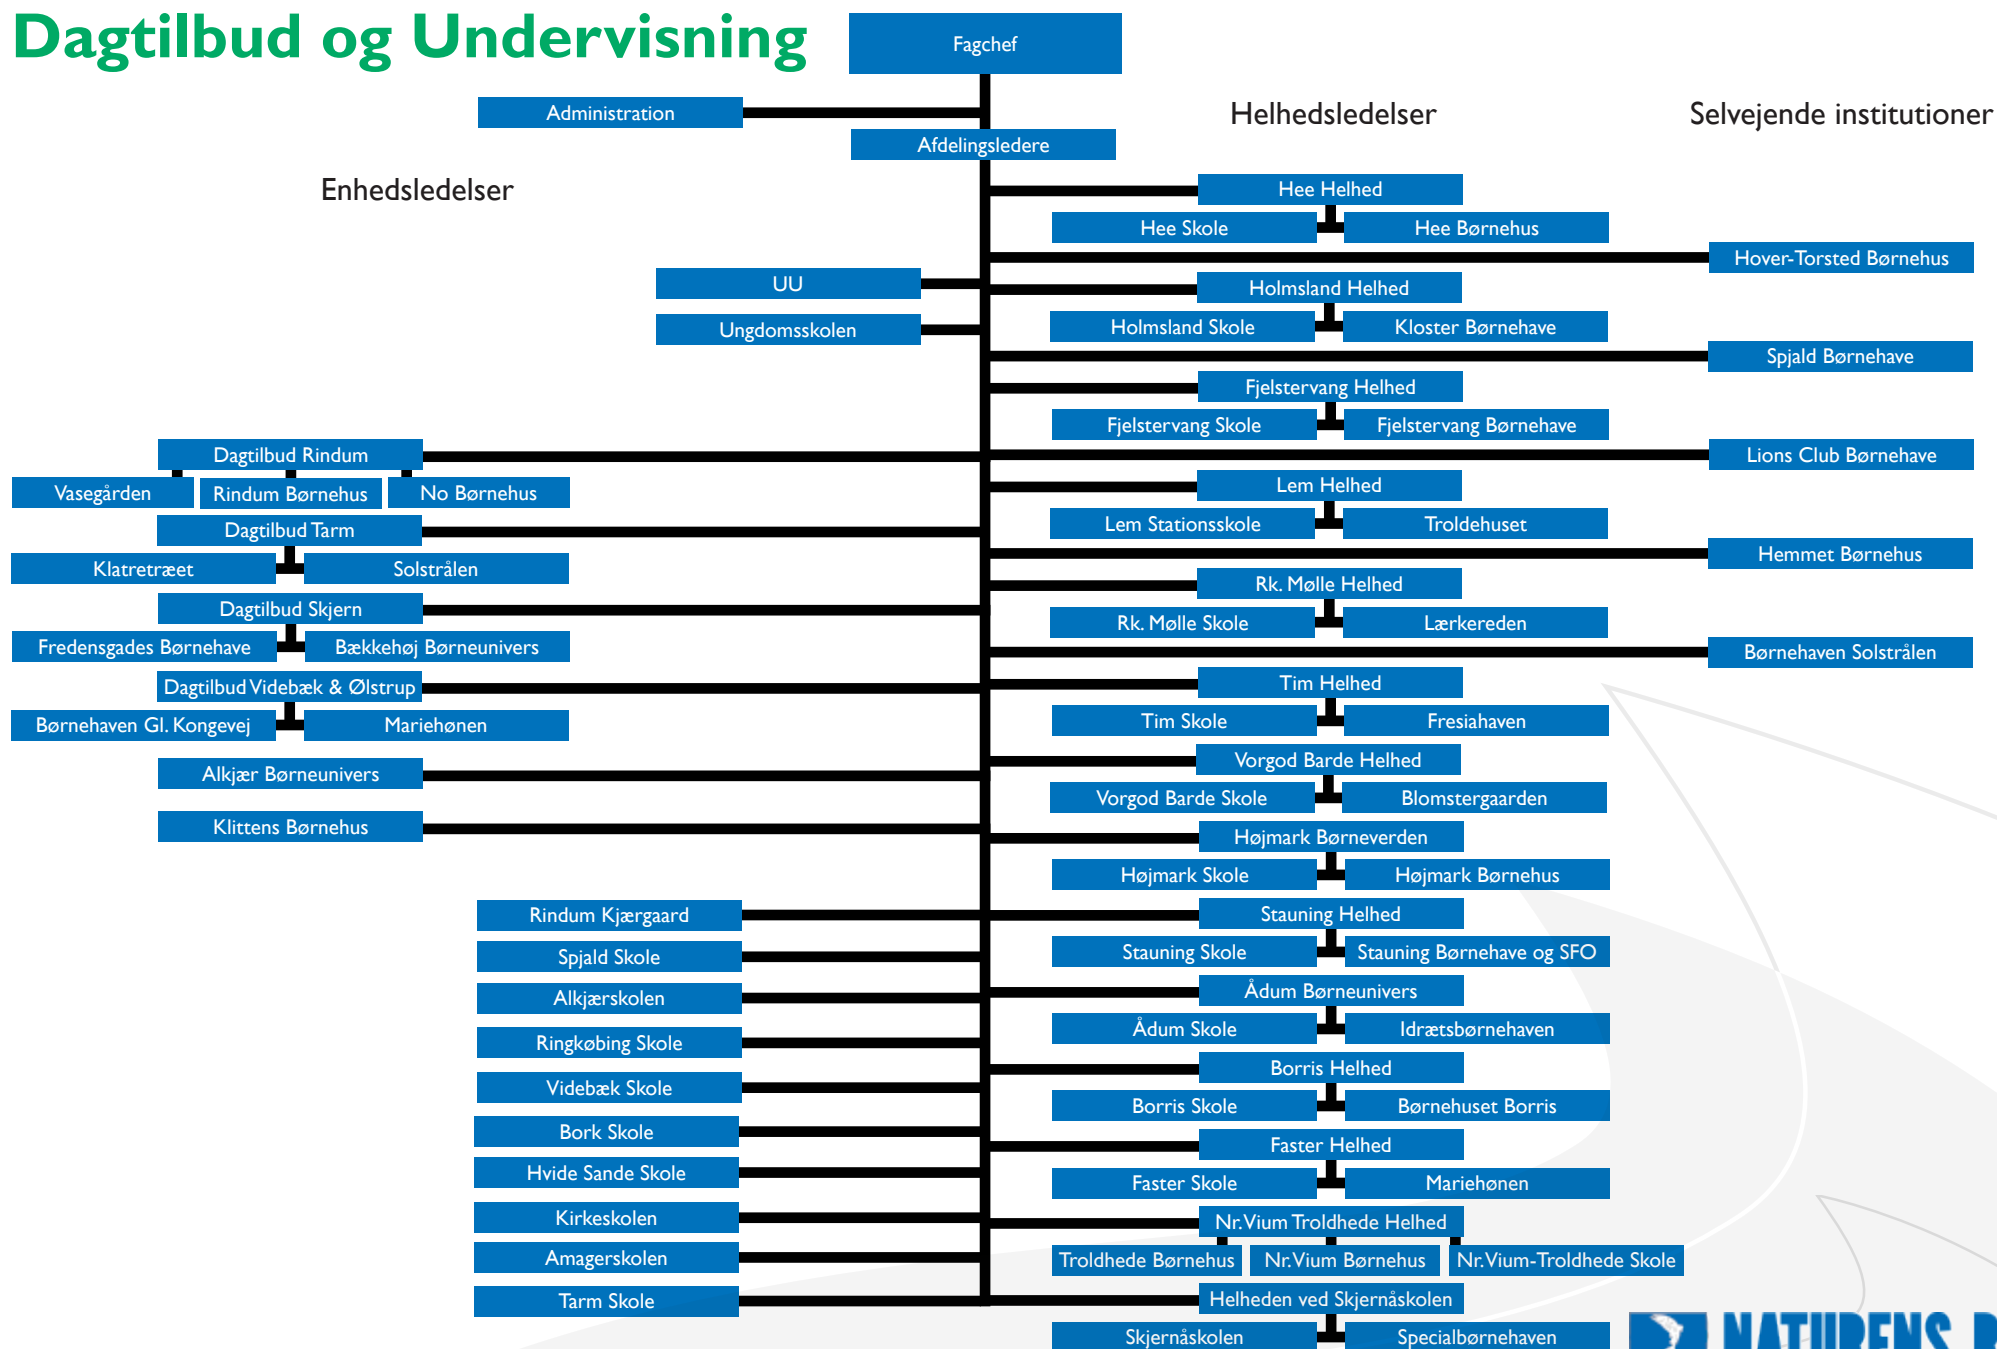 Dagtilbud og Undervisning
Fagchef
Administration
Afdelingsledere
Enhedsledelser
UU
Ungdomsskolen
Dagtilbud Rindum
Vasegården
Rindum Børnehus
No Børnehus
Dagtilbud Tarm
Klatretræet
Solstrålen
Dagtilbud Skjern
Fredensgades Børnehave
Bækkehøj Børneunivers
Dagtilbud Videbæk & Ølstrup
Børnehaven Gl. Kongevej
Mariehønen
Alkjær Børneunivers
Klittens Børnehus
Rindum Kjærgaard
Spjald Skole
Alkjærskolen
Ringkøbing Skole
Videbæk Skole
Bork Skole
Hvide Sande Skole
Kirkeskolen
Amagerskolen
Tarm Skole
Helhedsledelser
Hee Helhed
Hee Skole
Hee Børnehus
Holmsland Helhed
Holmsland Skole
Kloster Børnehave
Fjelstervang Helhed
Fjelstervang Skole
Fjelstervang Børnehave
Lem Helhed
Lem Stationsskole
Troldehuset
Rk. Mølle Helhed
Rk. Mølle Skole
Lærkereden
Tim Helhed
Tim Skole
Fresiahaven
Vorgod Barde Helhed
Vorgod Barde Skole
Blomstergaarden
Højmark Børneverden
Højmark Skole
Højmark Børnehus
Stauning Helhed
Stauning Skole
Stauning Børnehave og SFO
Ådum Børneunivers
Ådum Skole
Idrætsbørnehaven
Borris Helhed
Borris Skole
Børnehuset Borris
Faster Helhed
Faster Skole
Mariehønen
Nr. Vium Troldhede Helhed
Troldhede Børnehus
Nr. Vium Børnehus
Nr. Vium-Troldhede Skole
Helheden ved Skjernåskolen
Skjernåskolen
Specialbørnehaven
Selvejende institutioner
Hover-Torsted Børnehus
Spjald Børnehave
Lions Club Børnehave
Hemmet Børnehus
Børnehaven Solstrålen
NATURENS